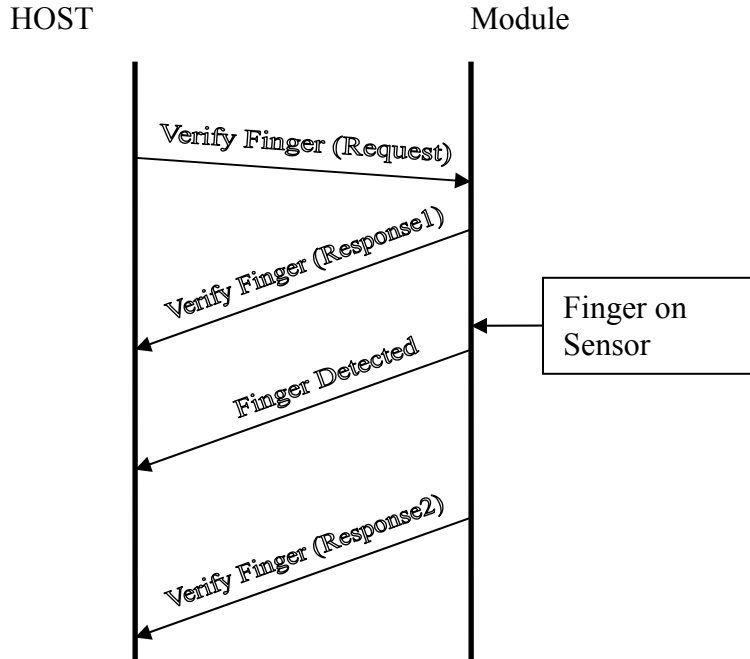 HOST
Module
Verify Finger (Request)
Verify Finger (Response1)
Finger on
Sensor
Finger Detected
Verify Finger (Response2)